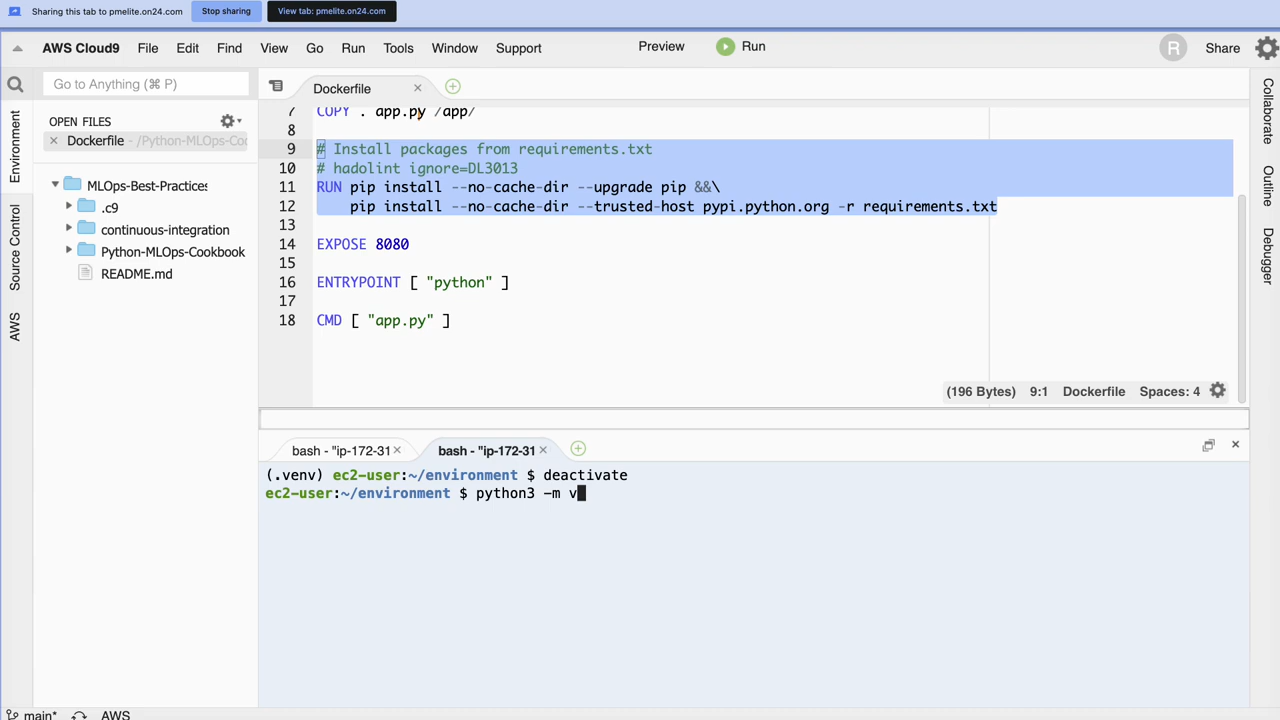 Sharing this tab to pmelite.on24.com Stop sharing View tab: pmelite.on24.com
AWS Cloud9 File Edit Find View Go Run Tools Window Support Preview Run R Share
Go to Anything (⌘ P)
Dockerfile
OPEN FILES
Dockerfile - /Python-MLOps-Coo
MLOps-Best-Practices
.c9
continuous-integration
Python-MLOps-Cookbook
README.md
Environment
Source Control
AWS
7 COPY . app.py /app/
8
9 # Install packages from requirements.txt
10 # hadolint ignore=DL3013
11 RUN pip install --no-cache-dir --upgrade pip &&\
12 pip install --no-cache-dir --trusted-host pypi.python.org -r requirements.txt
13
14 EXPOSE 8080
15
16 ENTRYPOINT [ "python" ]
17
18 CMD [ "app.py" ]
(196 Bytes) 9:1 Dockerfile Spaces: 4
Collaborate
Outline
Debugger
bash - "ip-172-31 bash - "ip-172-31
(.venv) ec2-user:~/environment $ deactivate
ec2-user:~/environment $ python3 -m v
main* AWS